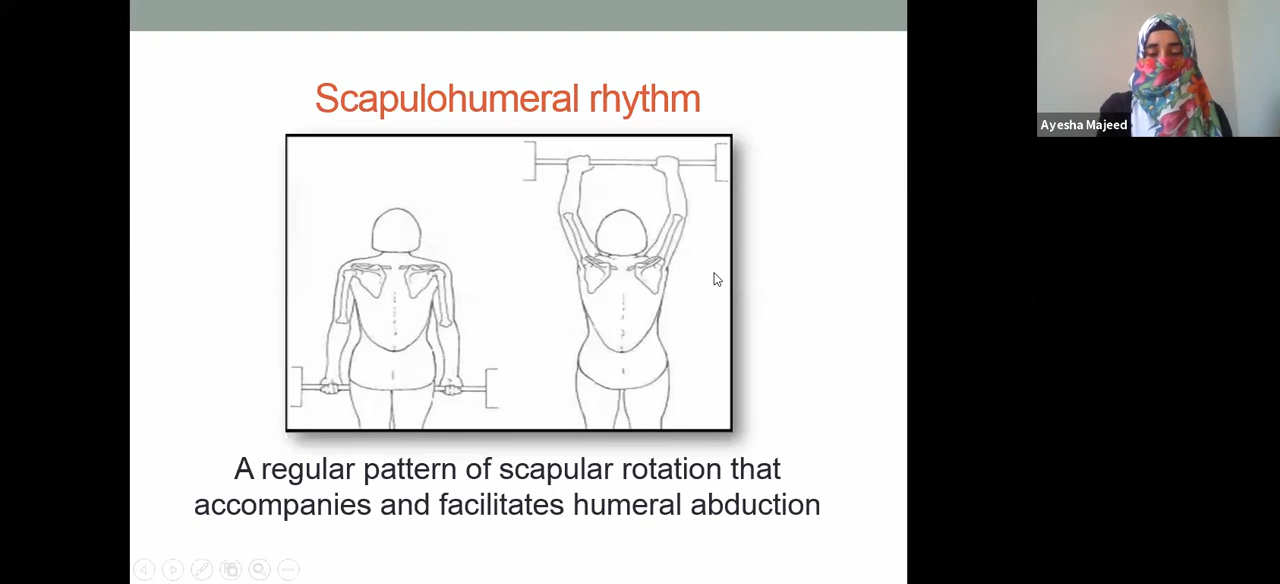 Scapulohumeral rhythm
Ayesha Majeed
A regular pattern of scapular rotation that
accompanies and facilitates humeral abduction